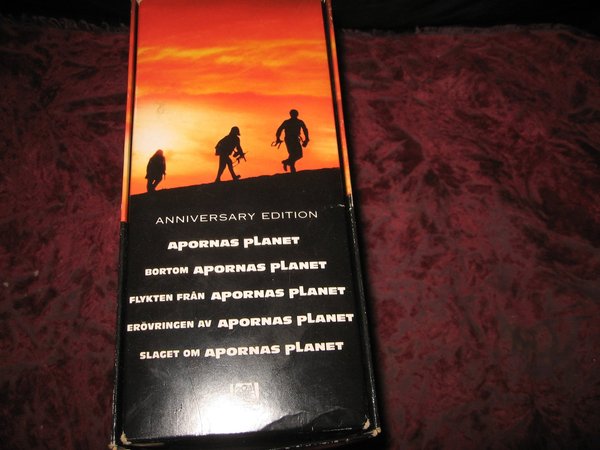 ANNIVERSARY EDITION
APORNAS PLANET
BORTOM APORNAS PLANET
FLYKTEN FRÅN APORNAS PLANET
ERÖVRINGEN AV APORNAS PLANET
SLAGET OM APORNAS PLANET